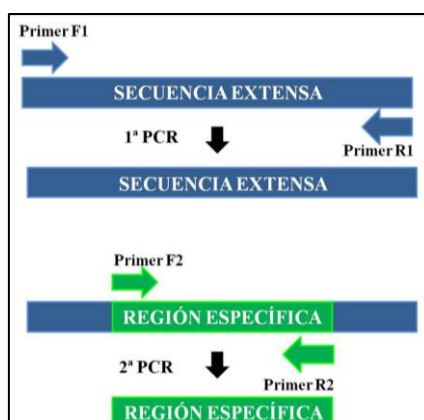 Primer F1
SECUENCIA EXTENSA
1ª PCR
Primer R1
SECUENCIA EXTENSA
Primer F2
REGIÓN ESPECÍFICA
2ª PCR
Primer R2
REGIÓN ESPECÍFICA